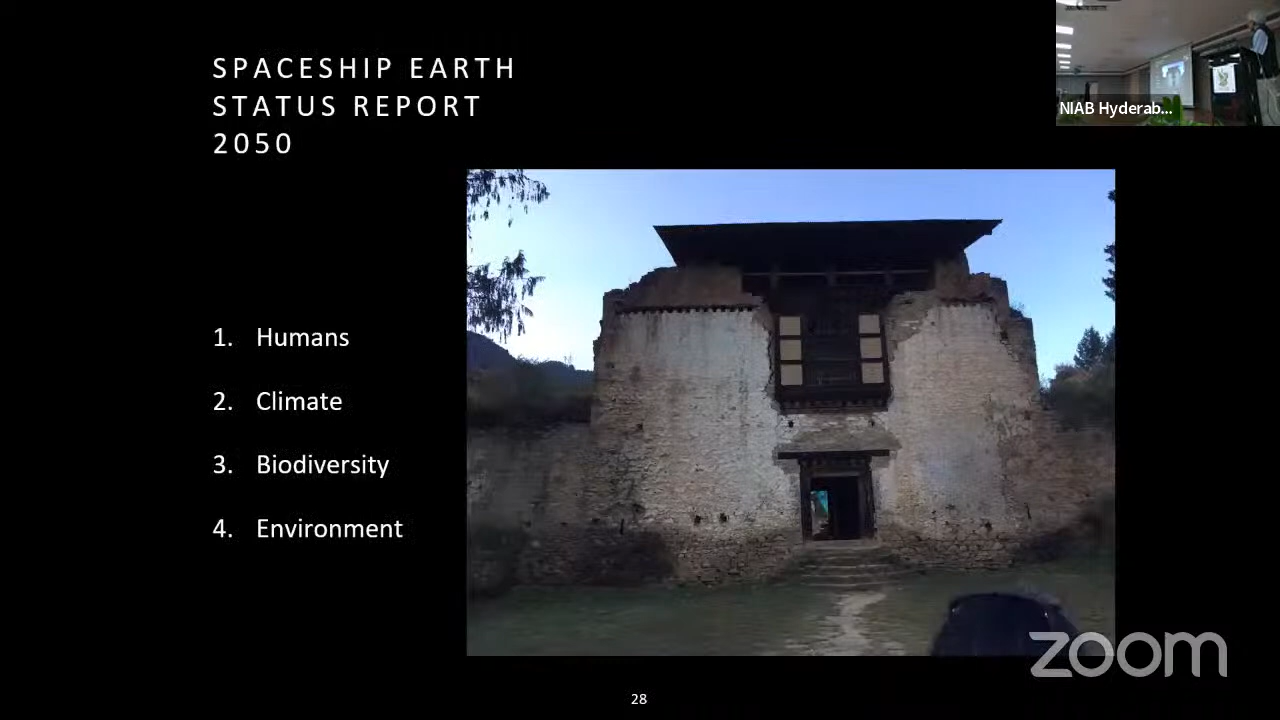 SPACESHIP EARTH
STATUS REPORT
2050
NIAB Hyderab...
1. Humans
2. Climate
3. Biodiversity
4. Environment
zoom
28